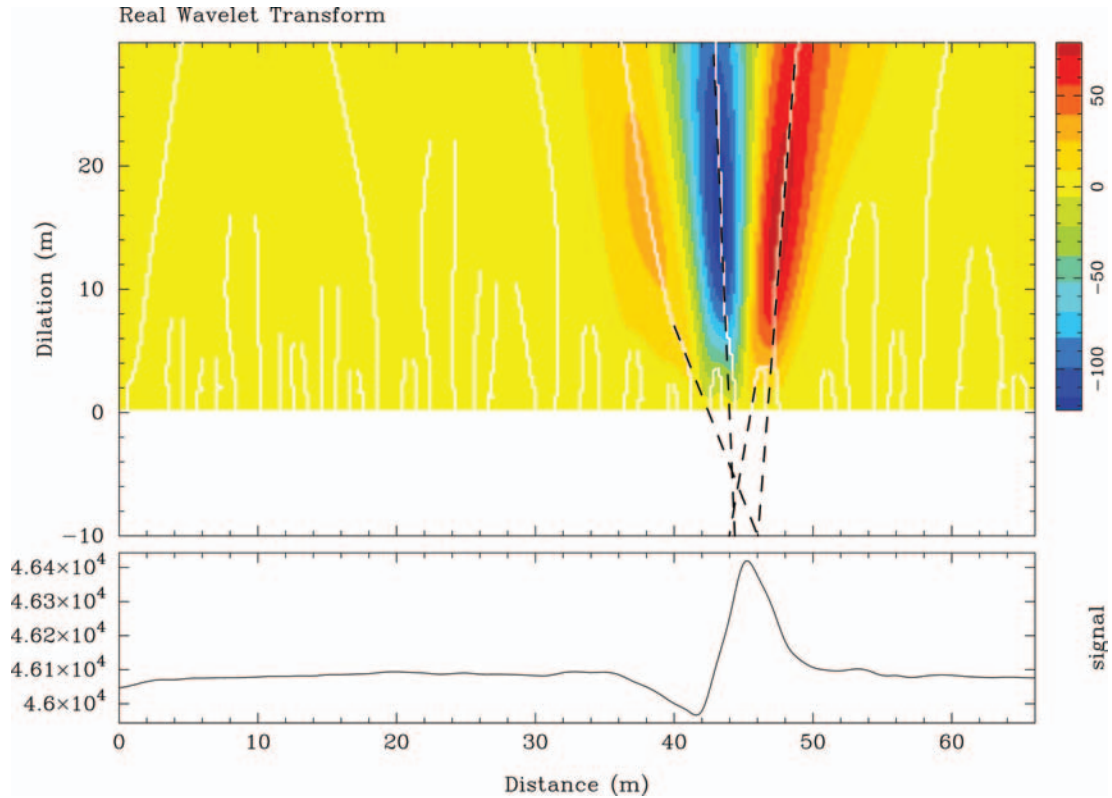 Real Wavelet Transform
Dilation (m)
20
10
0
−10
50
0
−50
−100
4.64×10⁴
4.63×10⁴
4.62×10⁴
4.61×10⁴
4.6×10⁴
signal
0 10 20 30 40 50 60
Distance (m)